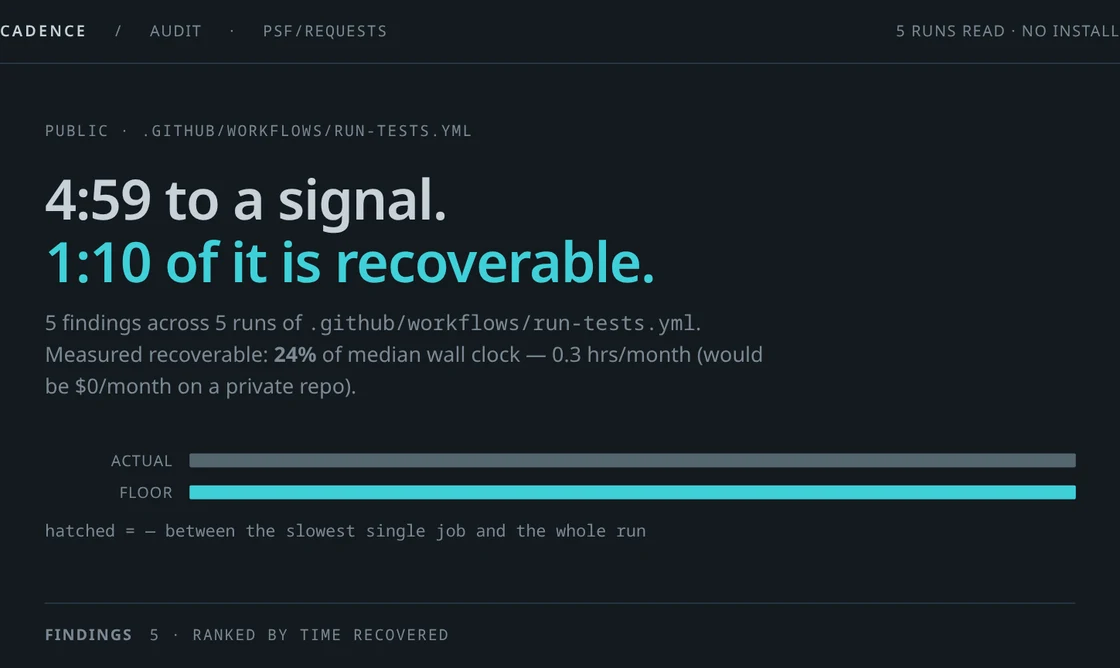 CADENCE / AUDIT · PSF/REQUESTS
5 RUNS READ · NO INSTALL
PUBLIC · .GITHUB/WORKFLOWS/RUN-TESTS.YML
4:59 to a signal.
1:10 of it is recoverable.
5 findings across 5 runs of .github/workflows/run-tests.yml.
Measured recoverable: 24% of median wall clock — 0.3 hrs/month (would
be $0/month on a private repo).
ACTUAL
FLOOR
hatched = — between the slowest single job and the whole run
FINDINGS 5 · RANKED BY TIME RECOVERED